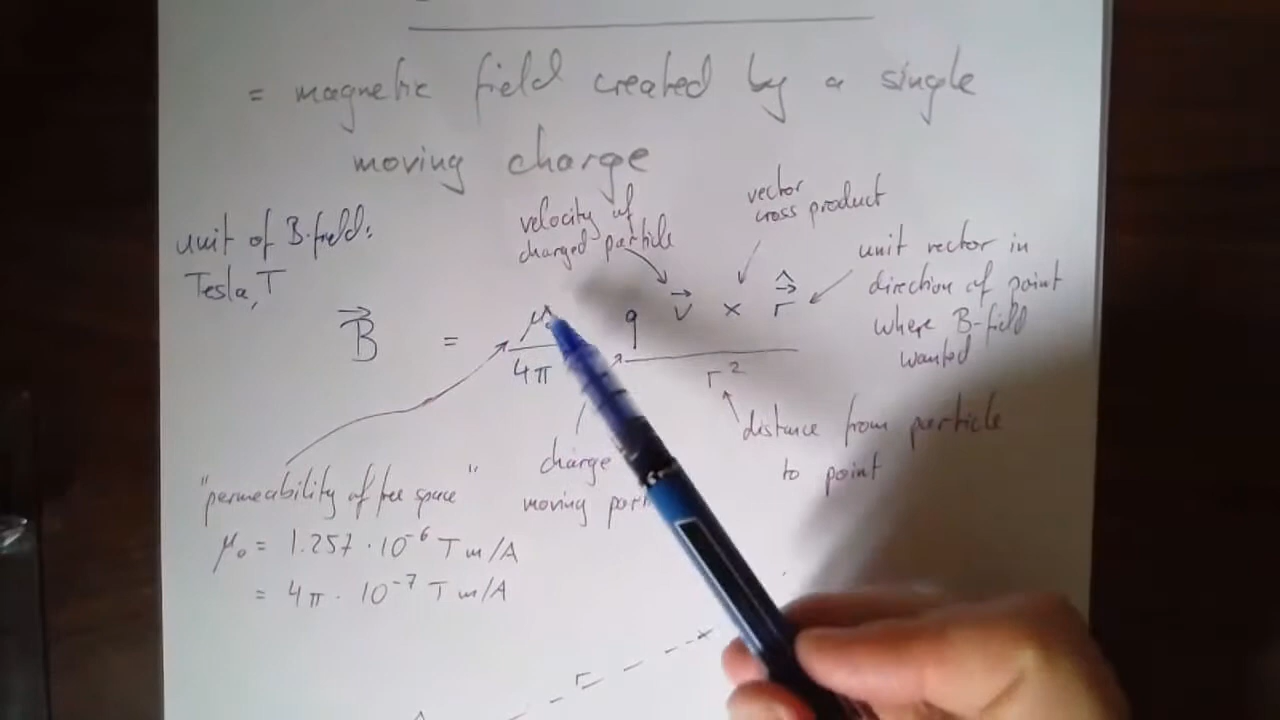 = magnetic field created by a single
moving charge
unit of B-field:
Tesla, T
velocity of
charged particle
vector
cross product
unit vector in
direction of point
where B-field
wanted
B⃗ = μ₀/4π q v⃗ × r̂⃗ / r²
distance from particle
to point
charge
moving
"permeability of free space"
μ₀ = 1.257 · 10⁻⁶ T m/A
= 4π · 10⁻⁷ T m/A
r